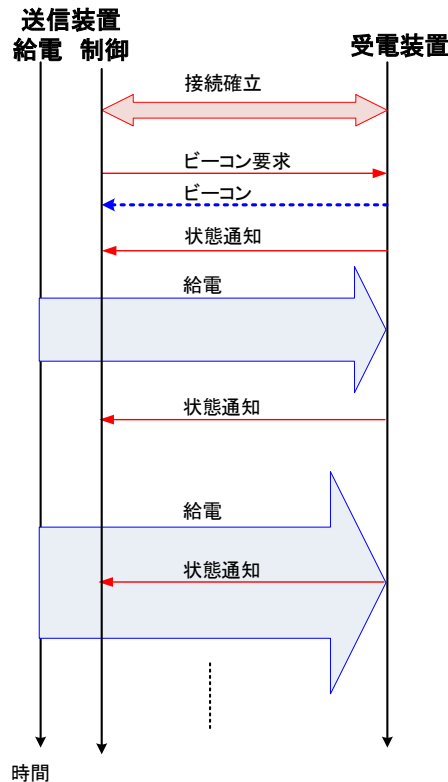 送信装置
給電 制御
受電装置
接続確立
ビーコン要求
ビーコン
状態通知
給電
状態通知
給電
状態通知
時間